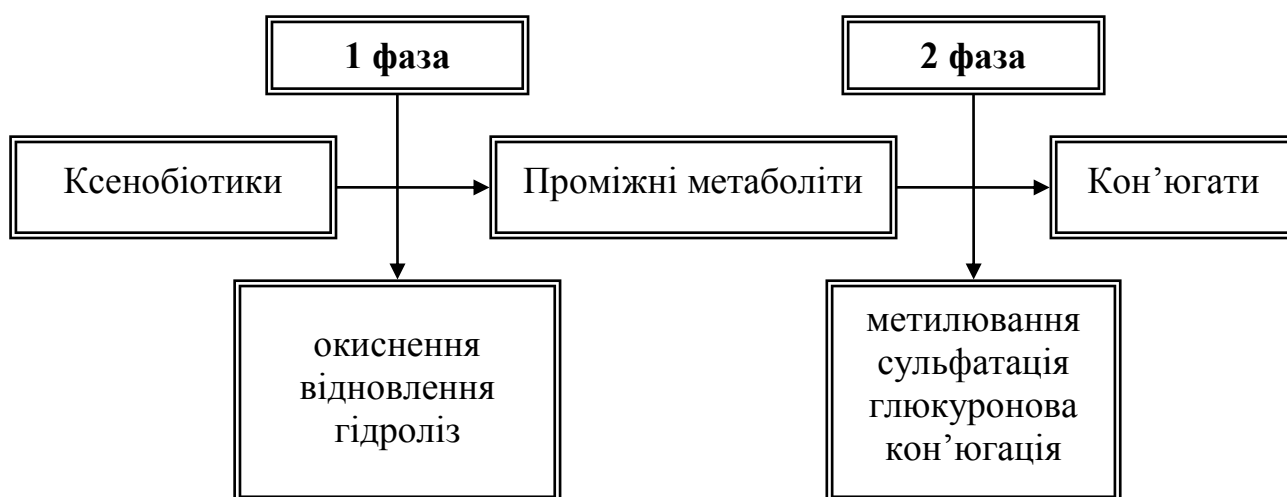 1 фаза
2 фаза
Ксенобіотики
Проміжні метаболіти
Кон’югати
окиснення
відновлення
гідроліз
метилювання
сульфатація
глюкуронова
кон’югація